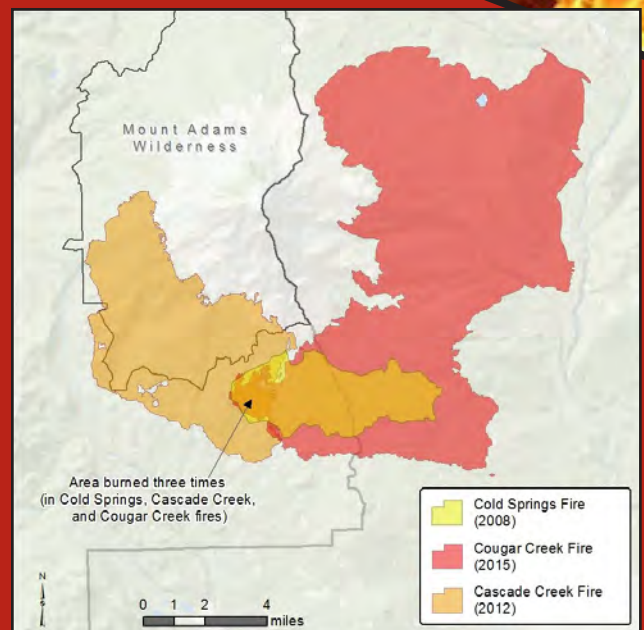 Mount Adams
Wilderness
Area burned three times
(in Cold Springs, Cascade Creek,
and Cougar Creek fires)
Cold Springs Fire
(2008)
Cougar Creek Fire
(2015)
Cascade Creek Fire
(2012)
N
0 1 2 4
miles